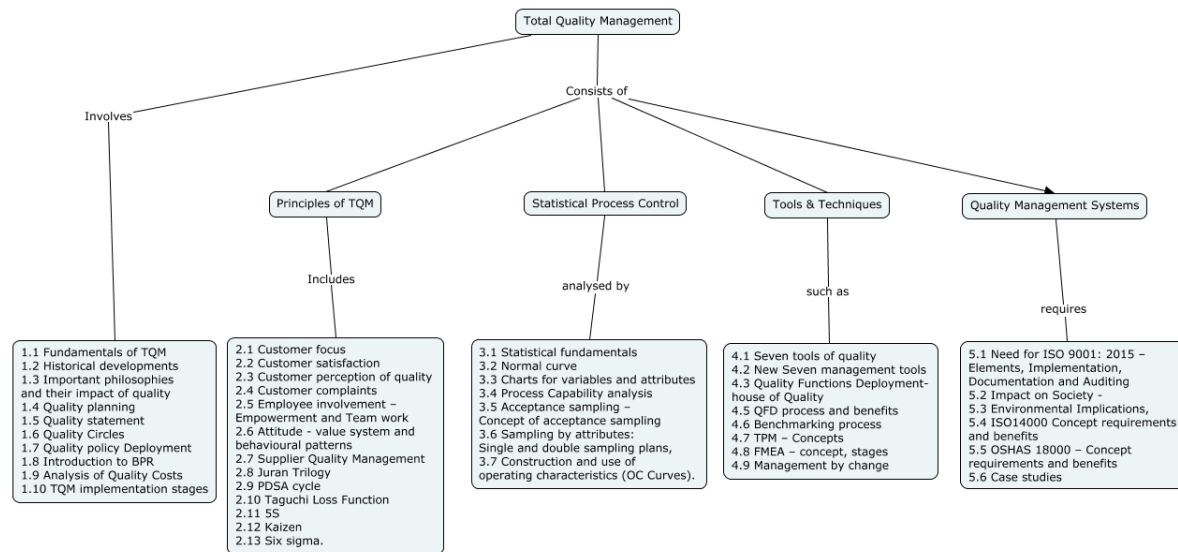 Total Quality Management
Consists of
Involves
Principles of TQM
Statistical Process Control
Tools & Techniques
Quality Management Systems
Includes
analysed by
such as
requires
1.1 Fundamentals of TQM
1.2 Historical developments
1.3 Important philosophies
and their impact of quality
1.4 Quality planning
1.5 Quality statement
1.6 Quality Circles
1.7 Quality policy Deployment
1.8 Introduction to BPR
1.9 Analysis of Quality Costs
1.10 TQM implementation stages
2.1 Customer focus
2.2 Customer satisfaction
2.3 Customer perception of quality
2.4 Customer complaints
2.5 Employee involvement –
Empowerment and Team work
2.6 Attitude - value system and
behavioural patterns
2.7 Supplier Quality Management
2.8 Juran Trilogy
2.9 PDSA cycle
2.10 Taguchi Loss Function
2.11 5S
2.12 Kaizen
2.13 Six sigma.
3.1 Statistical fundamentals
3.2 Normal curve
3.3 Charts for variables and attributes
3.4 Process Capability analysis
3.5 Acceptance sampling –
Concept of acceptance sampling
3.6 Sampling by attributes:
Single and double sampling plans,
3.7 Construction and use of
operating characteristics (OC Curves).
4.1 Seven tools of quality
4.2 New Seven management tools
4.3 Quality Functions Deployment-
house of Quality
4.5 QFD process and benefits
4.6 Benchmarking process
4.7 TPM – Concepts
4.8 FMEA – concept, stages
4.9 Management by change
5.1 Need for ISO 9001: 2015 –
Elements, Implementation,
Documentation and Auditing
5.2 Impact on Society -
5.3 Environmental Implications,
5.4 ISO14000 Concept requirements
and benefits
5.5 OSHAS 18000 – Concept
requirements and benefits
5.6 Case studies